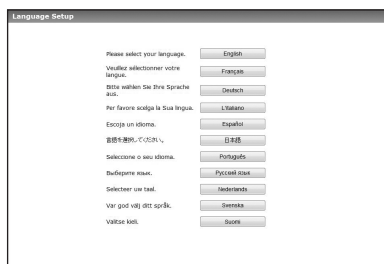 Language Setup
Please select your language.
English
Veuillez sélectionner votre
langue.
Français
Bitte wählen Sie Ihre Sprache
aus.
Deutsch
Per favore scelga la Sua lingua.
L'italiano
Escoja un idioma.
Español
言語を選択してください。
日本語
Seleccione o seu idioma.
Português
Выберите язык.
Русский язык
Selecteer uw taal.
Nederlands
Var god välj ditt språk.
Svenska
Valitse kieli.
Suomi